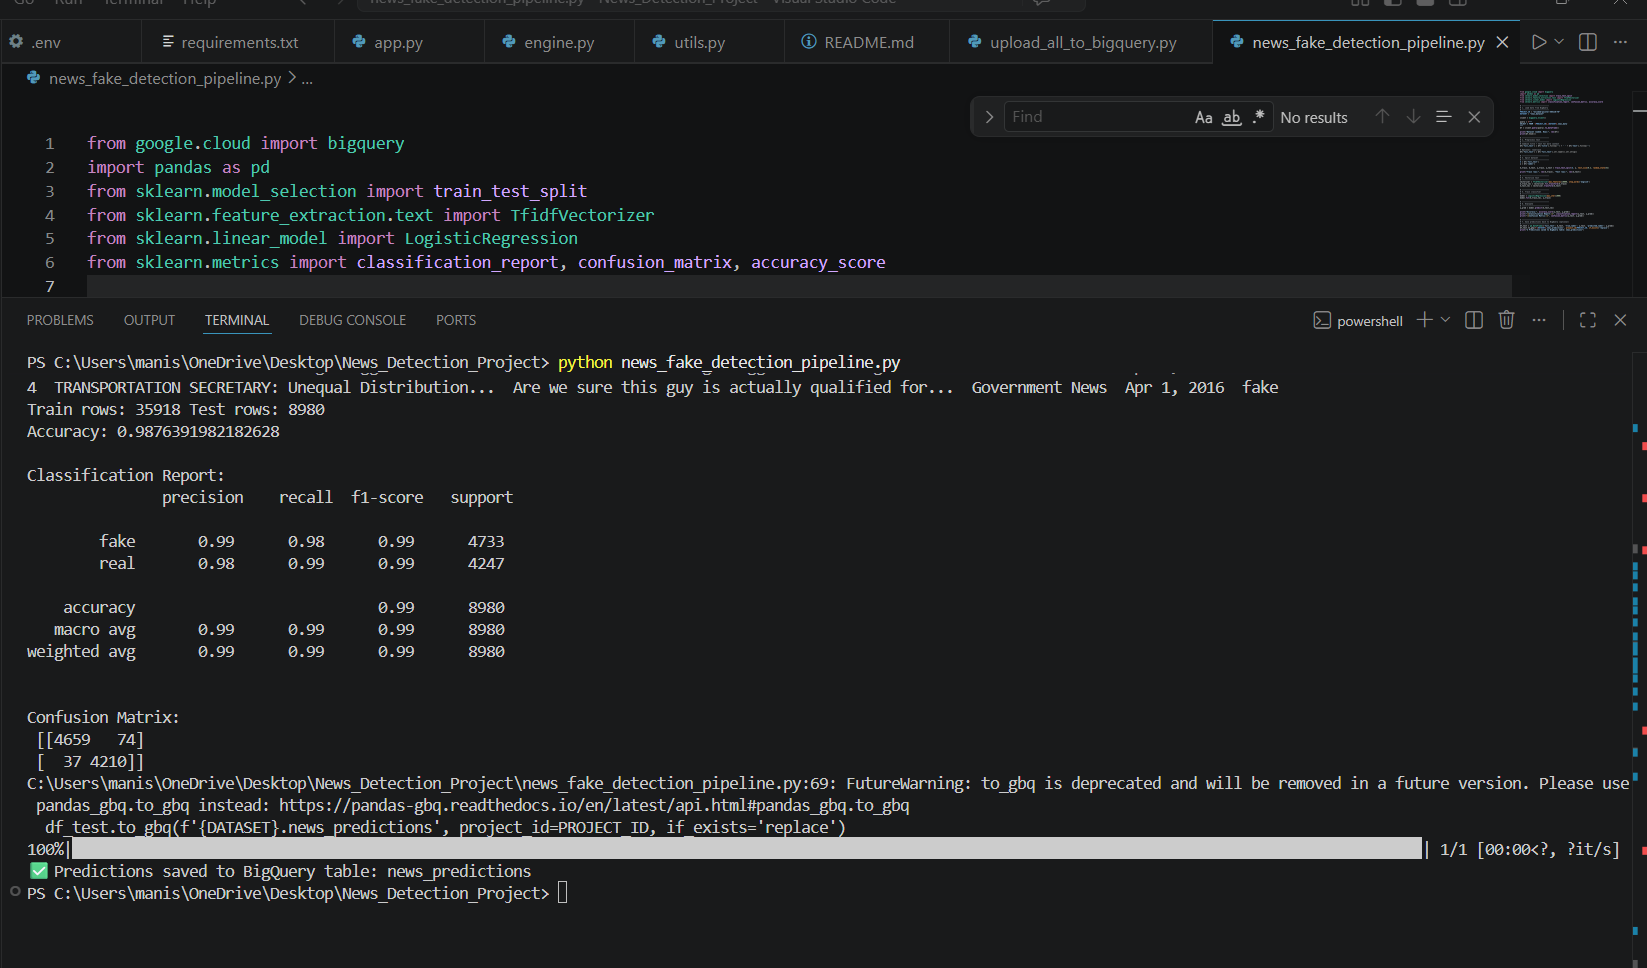 Go Run Terminal Help news_fake_detection_pipeline.py - News_Detection_Project - Visual Studio Code
.env requirements.txt app.py engine.py utils.py README.md upload_all_to_bigquery.py news_fake_detection_pipeline.py
news_fake_detection_pipeline.py > ...
Find Aa ab .* No results
1 from google.cloud import bigquery
2 import pandas as pd
3 from sklearn.model_selection import train_test_split
4 from sklearn.feature_extraction.text import TfidfVectorizer
5 from sklearn.linear_model import LogisticRegression
6 from sklearn.metrics import classification_report, confusion_matrix, accuracy_score
7
PROBLEMS OUTPUT TERMINAL DEBUG CONSOLE PORTS powershell
PS C:\Users\manis\OneDrive\Desktop\News_Detection_Project> python news_fake_detection_pipeline.py
4 TRANSPORTATION SECRETARY: Unequal Distribution... Are we sure this guy is actually qualified for... Government News Apr 1, 2016 fake
Train rows: 35918 Test rows: 8980
Accuracy: 0.9876391982182628
Classification Report:
precision recall f1-score support
fake 0.99 0.98 0.99 4733
real 0.98 0.99 0.99 4247
accuracy 0.99 8980
macro avg 0.99 0.99 0.99 8980
weighted avg 0.99 0.99 0.99 8980
Confusion Matrix:
[[4659 74]
[ 37 4210]]
C:\Users\manis\OneDrive\Desktop\News_Detection_Project\news_fake_detection_pipeline.py:69: FutureWarning: to_gbq is deprecated and will be removed in a future version. Please use
pandas_gbq.to_gbq instead: https://pandas-gbq.readthedocs.io/en/latest/api.html#pandas_gbq.to_gbq
df_test.to_gbq(f'{DATASET}.news_predictions', project_id=PROJECT_ID, if_exists='replace')
100%| | 1/1 [00:00<?, ?it/s]
✅ Predictions saved to BigQuery table: news_predictions
PS C:\Users\manis\OneDrive\Desktop\News_Detection_Project>